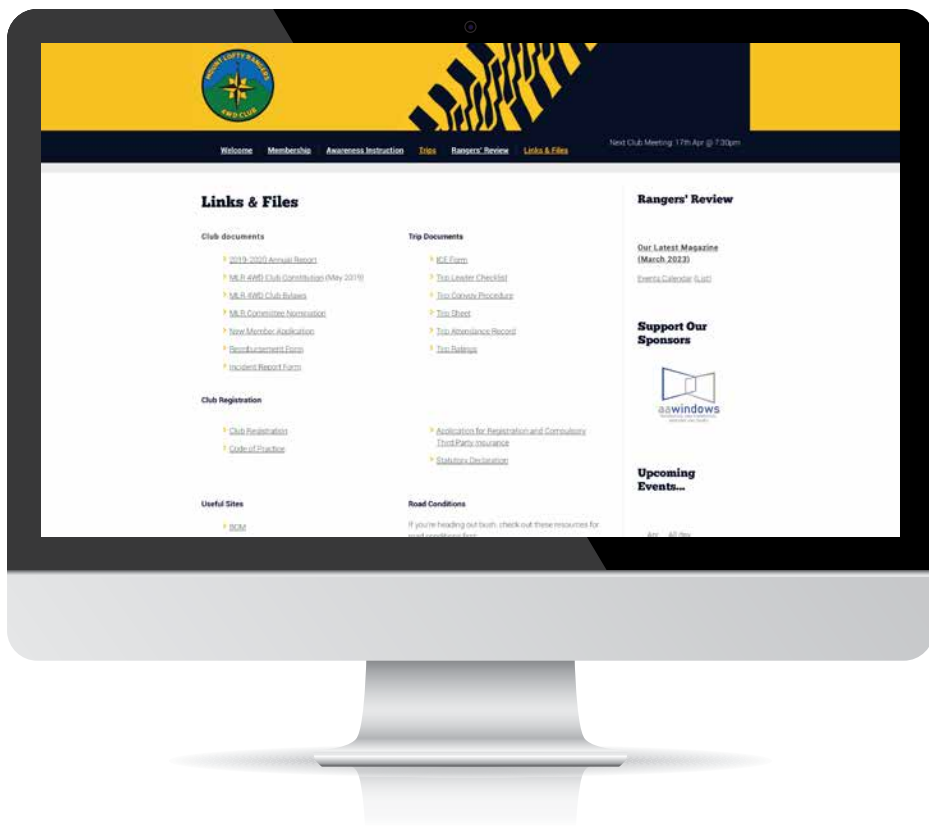 MOUNT LOFTY RANGERS
4WD CLUB
Welcome Membership Awareness Instruction Trips Rangers' Review Links & Files
Next Club Meeting: 17th Apr @ 7:30pm
Links & Files
Club documents
2019-2020 Annual Report
MLR 4WD Club Constitution (May 2019)
MLR 4WD Club Bylaws
MLR Committee Nomination
New Member Application
Reimbursement Form
Incident Report Form
Trip Documents
ICE Form
Trip Leader Checklist
Trip Convoy Procedure
Trip Sheet
Trip Attendance Record
Trip Ratings
Club Registration
Club Registration
Code of Practice
Application for Registration and Compulsory
Third Party Insurance
Statutory Declaration
Useful Sites
BOM
Road Conditions
If you're heading out bush, check out these resources for
road conditions first
Rangers' Review
Our Latest Magazine
(March 2023)
Events Calendar (List)
Support Our
Sponsors
aawindows
Upcoming
Events...
Apr All day